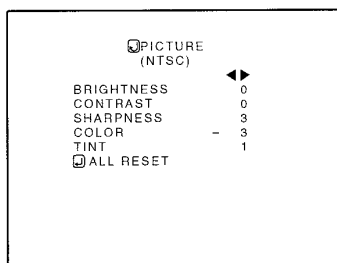 PICTURE
(NTSC)
BRIGHTNESS 0
CONTRAST 0
SHARPNESS 3
COLOR - 3
TINT 1
ALL RESET